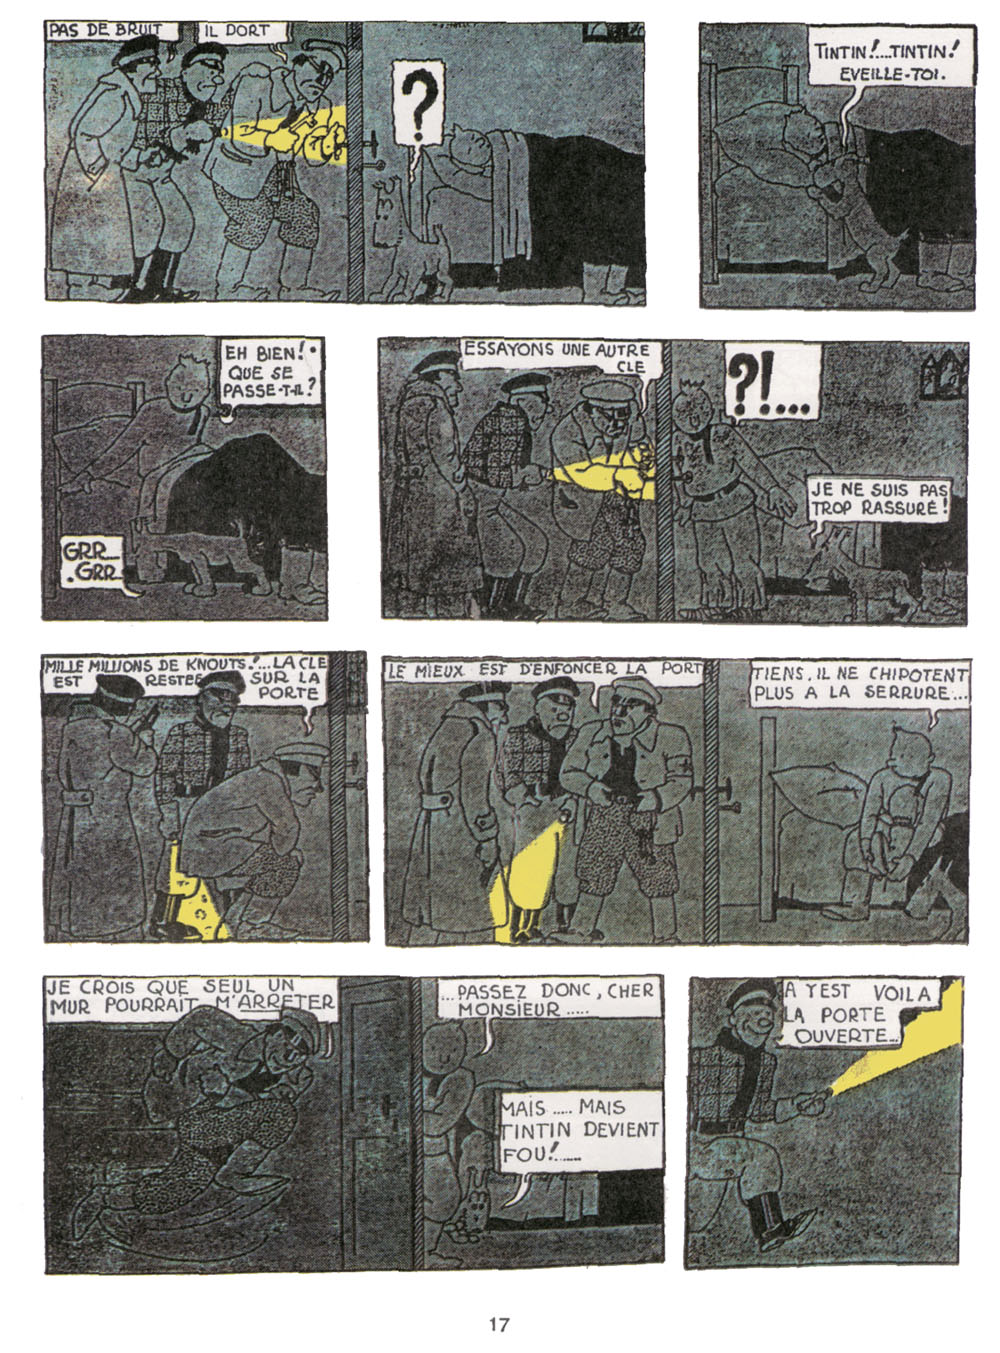 PAS DE BRUIT
IL DORT
?
TINTIN!....TINTIN!
EVEILLE-TOI.
EH BIEN!
QUE SE
PASSE-T-IL?
GRR__
.GRR__
ESSAYONS UNE AUTRE
CLE
?!...
JE NE SUIS PAS
TROP RASSURÉ!
MILLE MILLIONS DE KNOUTS!...LA CLE
EST RESTEE SUR LA
PORTE
LE MIEUX EST D'ENFONCER LA PORT
TIENS, IL NE CHIPOTENT
PLUS A LA SERRURE...
JE CROIS QUE SEUL UN
MUR POURRAIT M'ARRETER
...PASSEZ DONC, CHER
MONSIEUR.....
MAIS ..... MAIS
TINTIN DEVIENT
FOU!......
A Y'EST VOILA
LA PORTE
OUVERTE...
17